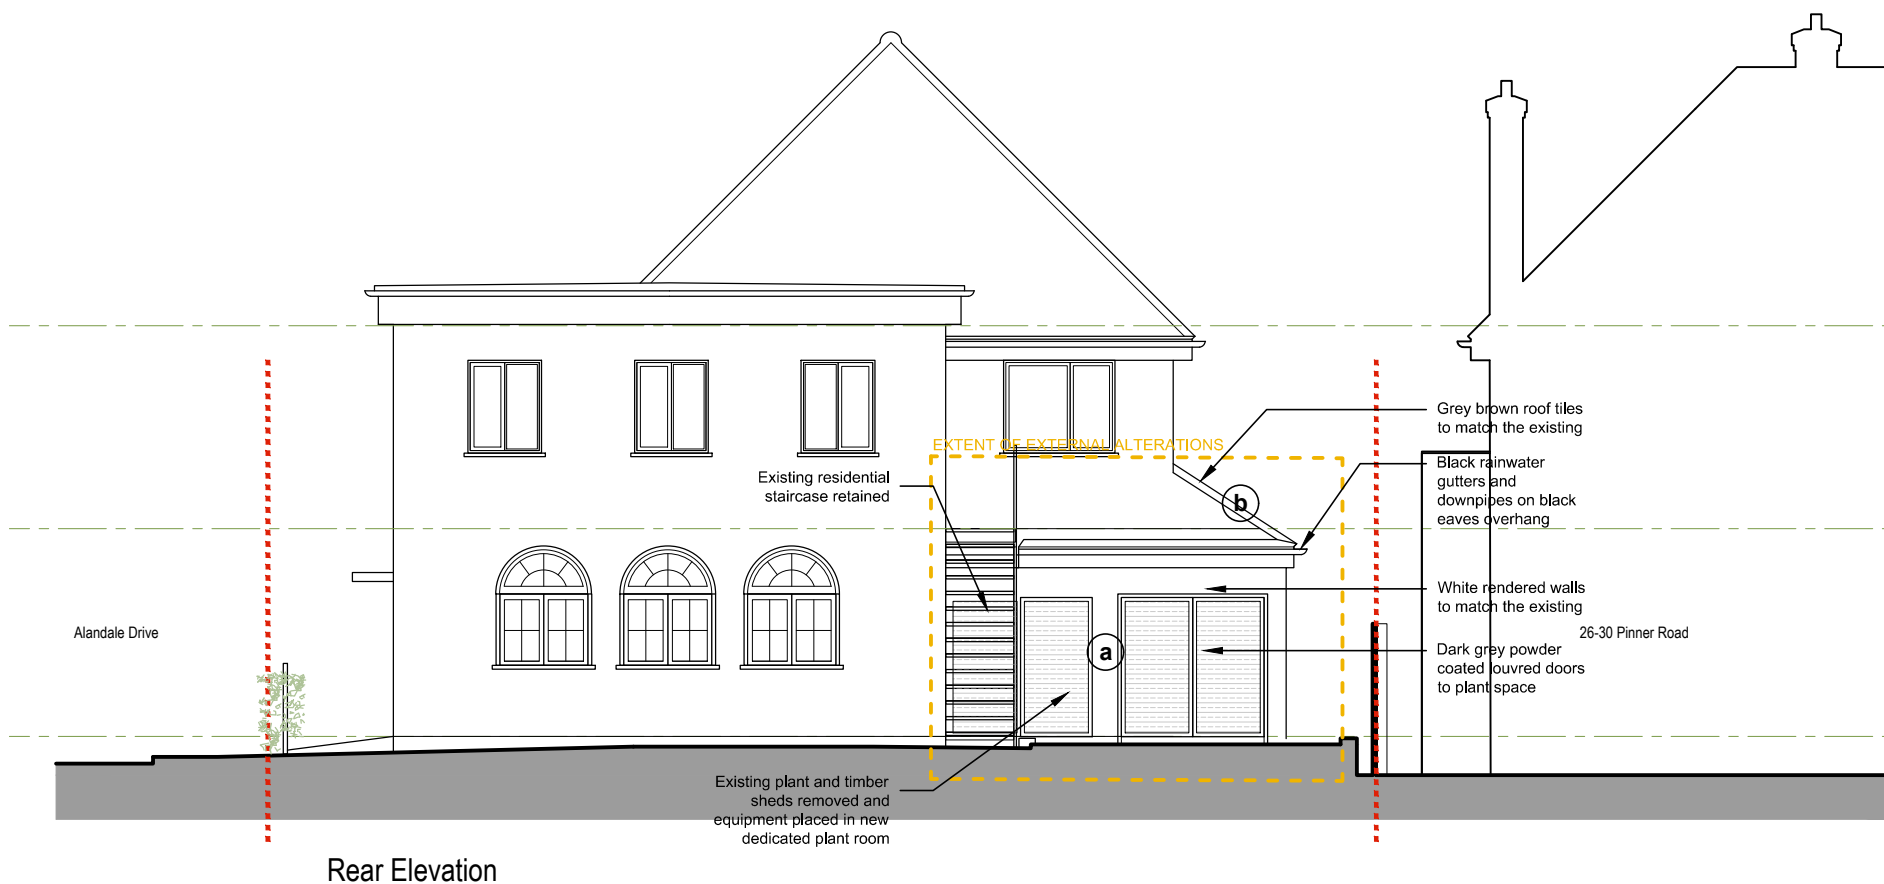 Grey brown roof tiles
to match the existing
EXTENT OF EXTERNAL ALTERATIONS
Black rainwater
gutters and
downpipes on black
eaves overhang
Existing residential
staircase retained
b
White rendered walls
to match the existing
Alandale Drive
26-30 Pinner Road
a
Dark grey powder
coated louvred doors
to plant space
Existing plant and timber
sheds removed and
equipment placed in new
dedicated plant room
Rear Elevation